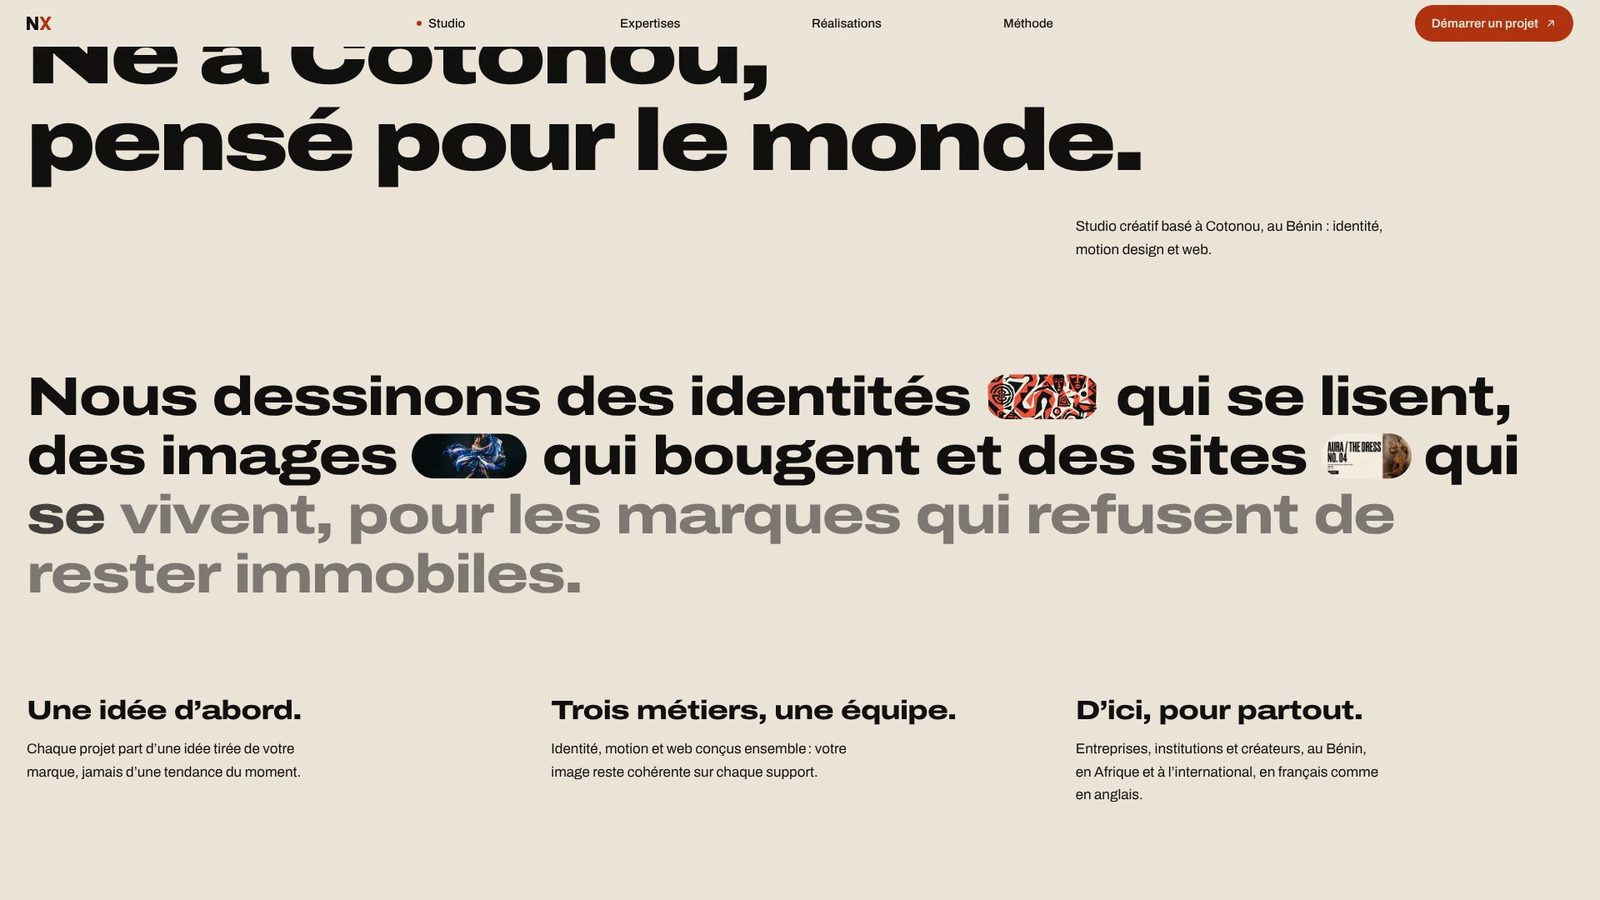 NX
Studio
Expertises
Réalisations
Méthode
Démarrer un projet
Né à Cotonou,
pensé pour le monde.
Studio créatif basé à Cotonou, au Bénin : identité,
motion design et web.
Nous dessinons des identités qui se lisent,
des images qui bougent et des sites qui
AURA / THE DRESS
NO. 04
se vivent, pour les marques qui refusent de
rester immobiles.
Une idée d’abord.
Chaque projet part d’une idée tirée de votre
marque, jamais d’une tendance du moment.
Trois métiers, une équipe.
Identité, motion et web conçus ensemble : votre
image reste cohérente sur chaque support.
D’ici, pour partout.
Entreprises, institutions et créateurs, au Bénin,
en Afrique et à l’international, en français comme
en anglais.